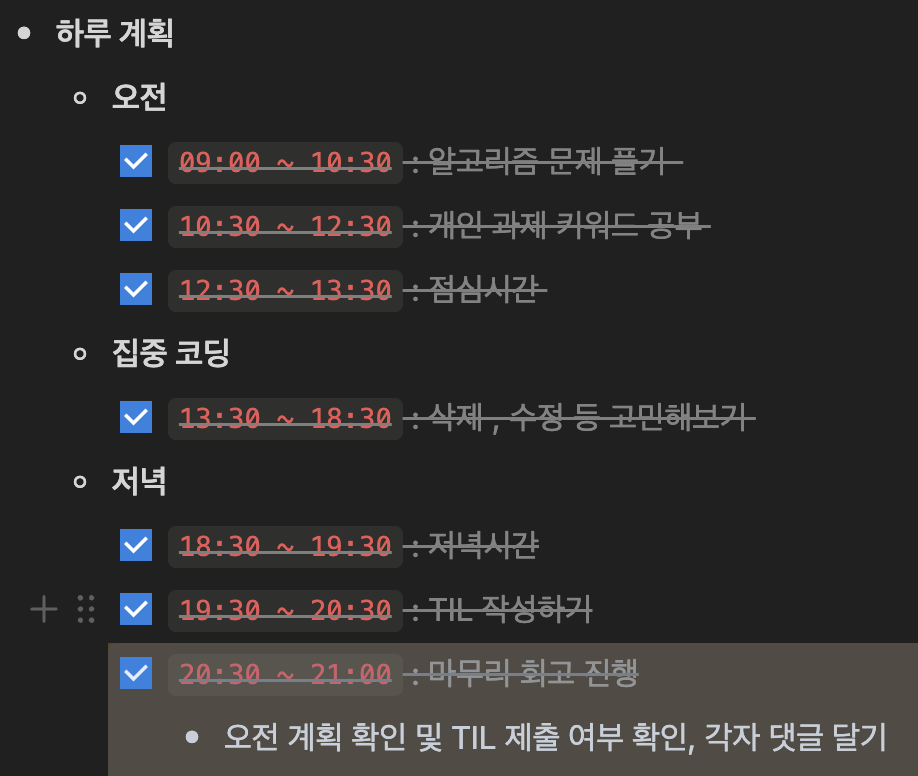 하루 계획
오전
09:00 ~ 10:30 : 알고리즘 문제 풀기
10:30 ~ 12:30 : 개인 과제 키워드 공부
12:30 ~ 13:30 : 점심시간
집중 코딩
13:30 ~ 18:30 : 삭제 , 수정 등 고민해보기
저녁
18:30 ~ 19:30 : 저녁시간
19:30 ~ 20:30 : TIL 작성하기
20:30 ~ 21:00 : 마무리 회고 진행
오전 계획 확인 및 TIL 제출 여부 확인, 각자 댓글 달기